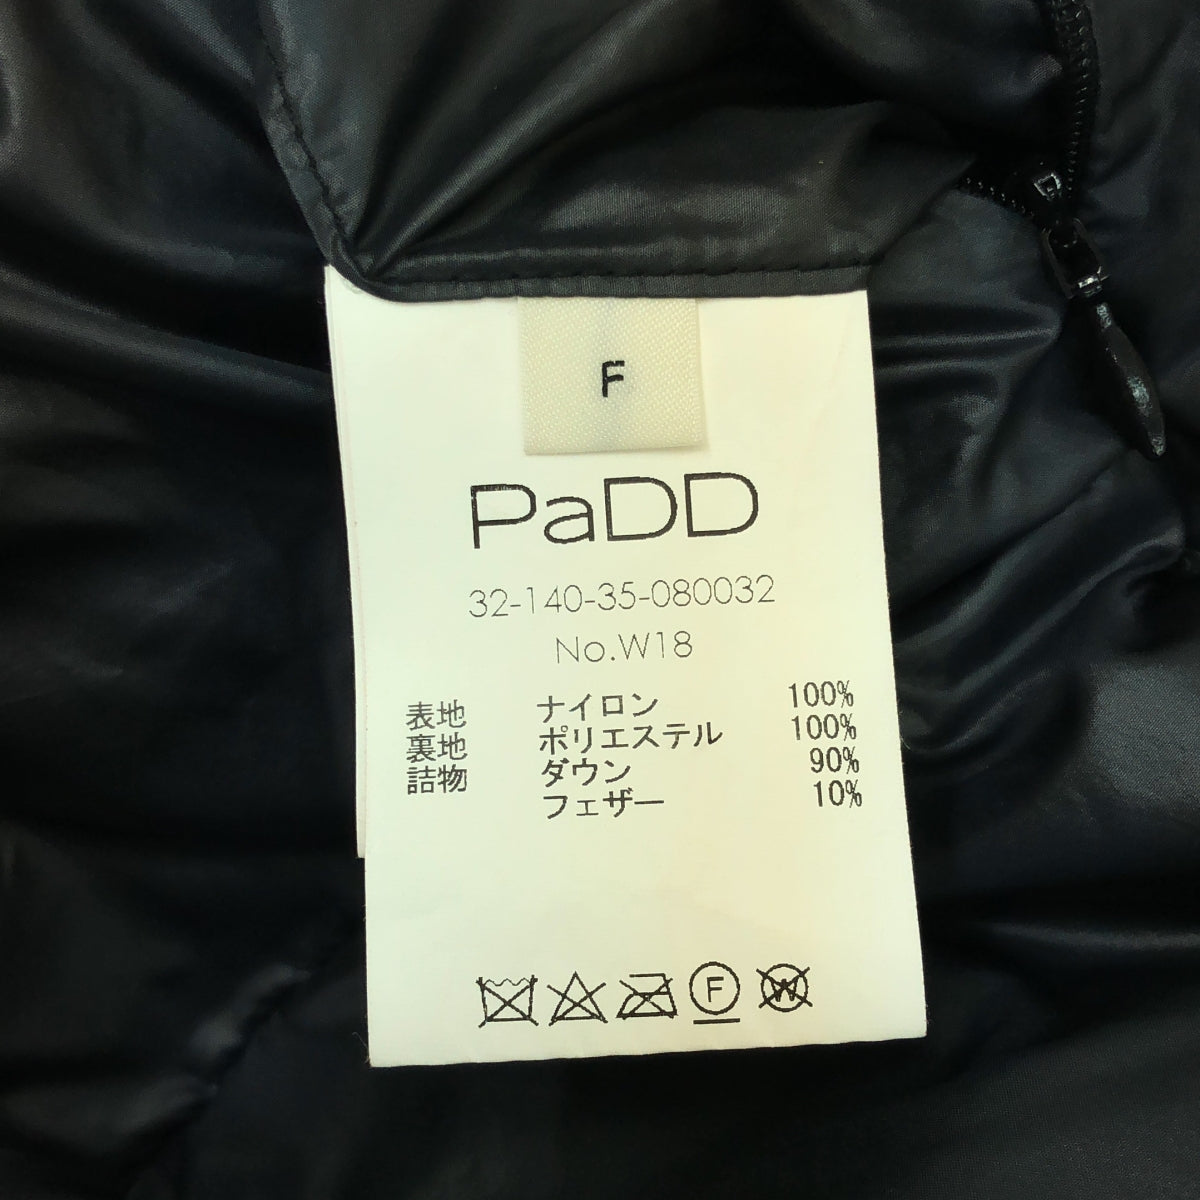 F
PaDD
32-140-35-080032
No.W18
表地 ナイロン 100%
裏地 ポリエステル 100%
詰物 ダウン 90%
フェザー 10%
F W